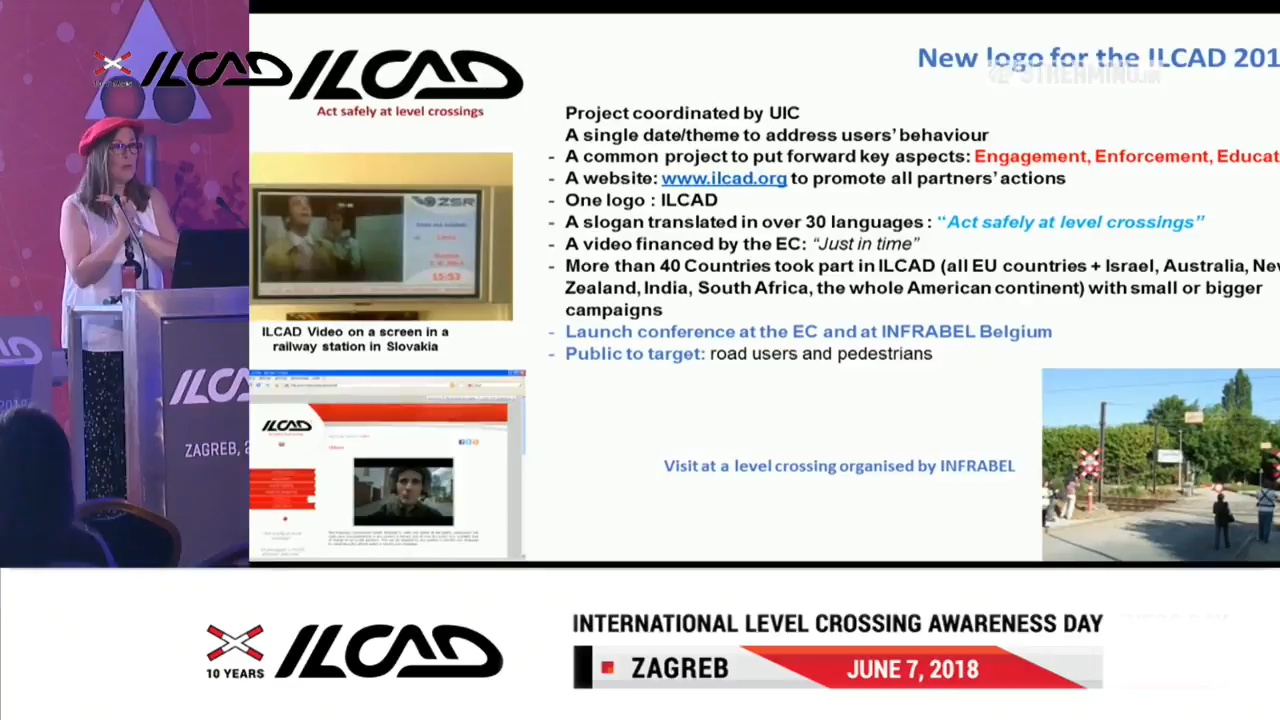 ILCAD
ILCAD
Act safely at level crossings
New logo for the ILCAD 201
Project coordinated by UIC
A single date/theme to address users' behaviour
- A common project to put forward key aspects: Engagement, Enforcement, Educat
- A website: www.ilcad.org to promote all partners' actions
- One logo : ILCAD
- A slogan translated in over 30 languages : “Act safely at level crossings”
- A video financed by the EC: “Just in time”
- More than 40 Countries took part in ILCAD (all EU countries + Israel, Australia, New
Zealand, India, South Africa, the whole American continent) with small or bigger
campaigns
- Launch conference at the EC and at INFRABEL Belgium
- Public to target: road users and pedestrians
ZSR
15:53
ILCAD Video on a screen in a
railway station in Slovakia
ILCAD
Visit at a level crossing organised by INFRABEL
ILCA
ZAGREB, 2
10 YEARS
ILCAD
INTERNATIONAL LEVEL CROSSING AWARENESS DAY
ZAGREB
JUNE 7, 2018